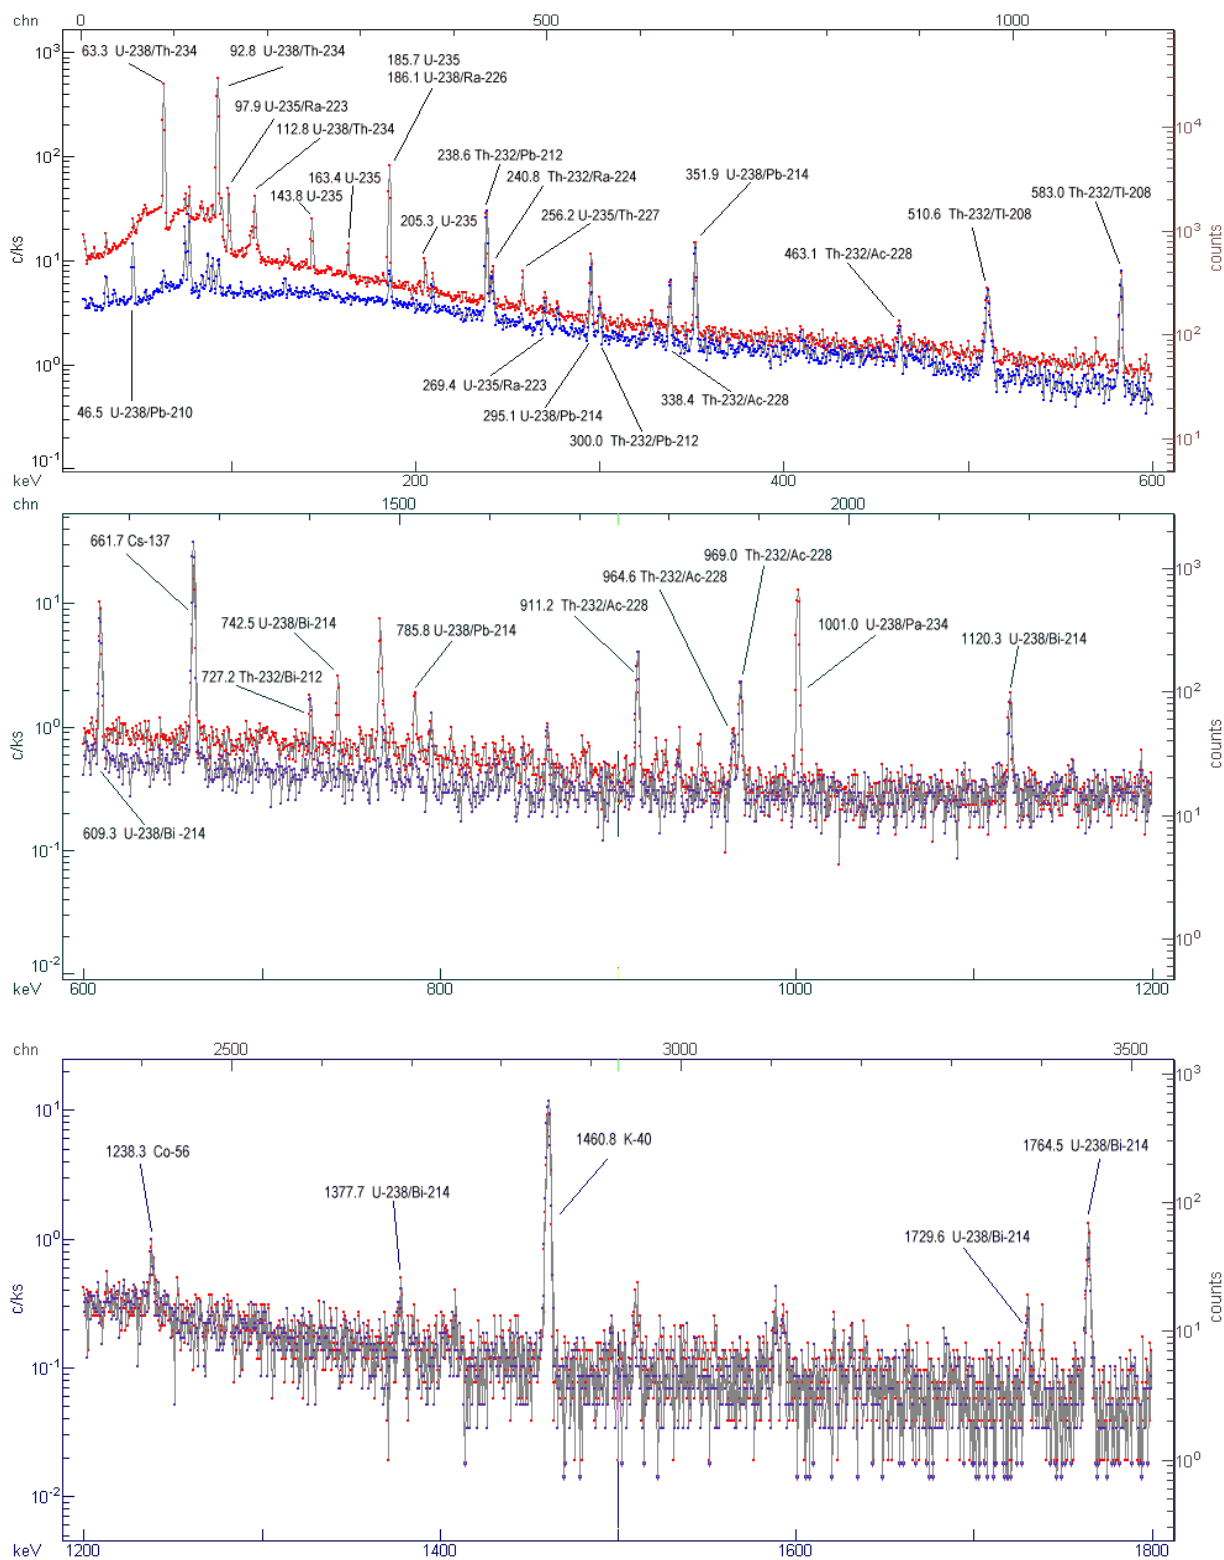 chn 0 500 1000
10³
63.3 U-238/Th-234
92.8 U-238/Th-234
185.7 U-235
186.1 U-238/Ra-226
97.9 U-235/Ra-223
112.8 U-238/Th-234
10⁴
10²
238.6 Th-232/Pb-212
163.4 U-235
240.8 Th-232/Ra-224
351.9 U-238/Pb-214
583.0 Th-232/Tl-208
143.8 U-235
205.3 U-235
256.2 U-235/Th-227
510.6 Th-232/Tl-208
463.1 Th-232/Ac-228
10³
c/ks
counts
10¹
10²
10⁰
269.4 U-235/Ra-223
338.4 Th-232/Ac-228
46.5 U-238/Pb-210
295.1 U-238/Pb-214
300.0 Th-232/Pb-212
10¹
10⁻¹
keV 200 400 600
chn 1500 2000
661.7 Cs-137
969.0 Th-232/Ac-228
964.6 Th-232/Ac-228
10³
10¹
911.2 Th-232/Ac-228
742.5 U-238/Bi-214
785.8 U-238/Pb-214
1001.0 U-238/Pa-234
1120.3 U-238/Bi-214
727.2 Th-232/Bi-212
10²
c/ks
counts
10⁰
10¹
609.3 U-238/Bi -214
10⁻¹
10⁰
10⁻²
keV 600 800 1000 1200
chn 2500 3000 3500
10³
10¹
1238.3 Co-56
1460.8 K-40
1764.5 U-238/Bi-214
1377.7 U-238/Bi-214
10²
1729.6 U-238/Bi-214
10⁰
c/ks
counts
10¹
10⁻¹
10⁰
10⁻²
keV 1200 1400 1600 1800